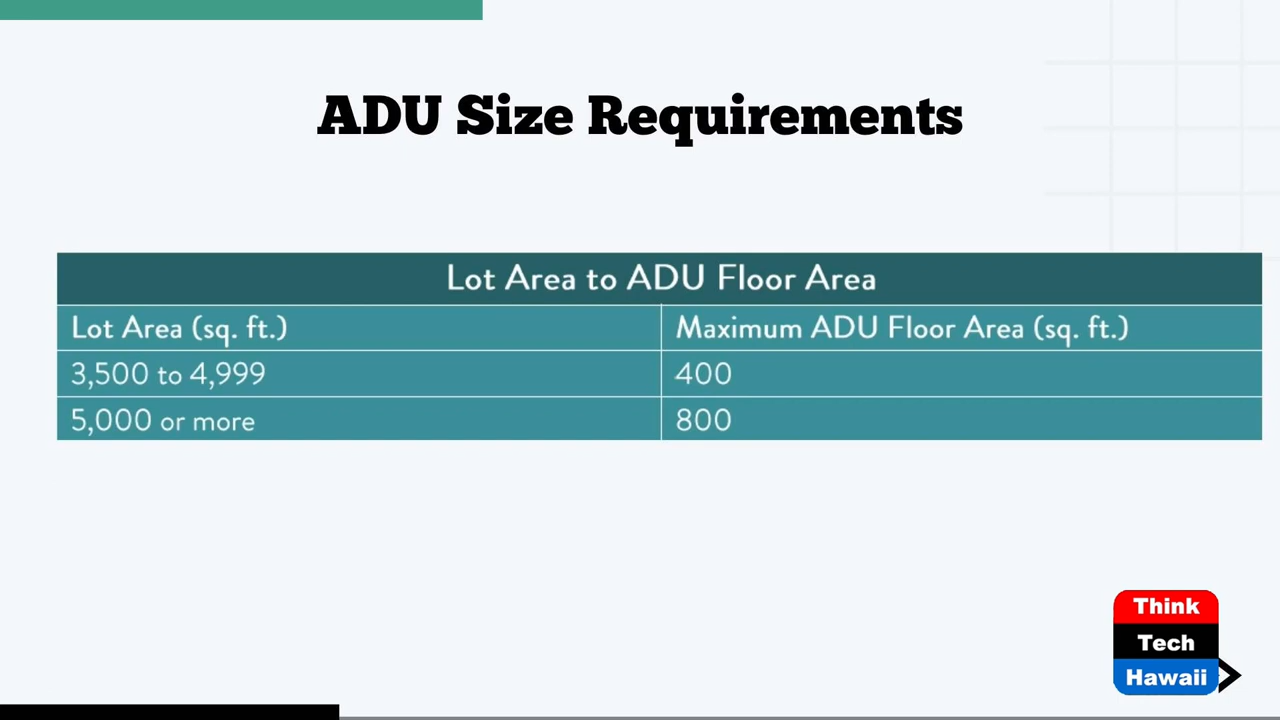 ADU Size Requirements
Lot Area to ADU Floor Area
Lot Area (sq. ft.) Maximum ADU Floor Area (sq. ft.)
3,500 to 4,999 400
5,000 or more 800
Think
Tech
Hawaii